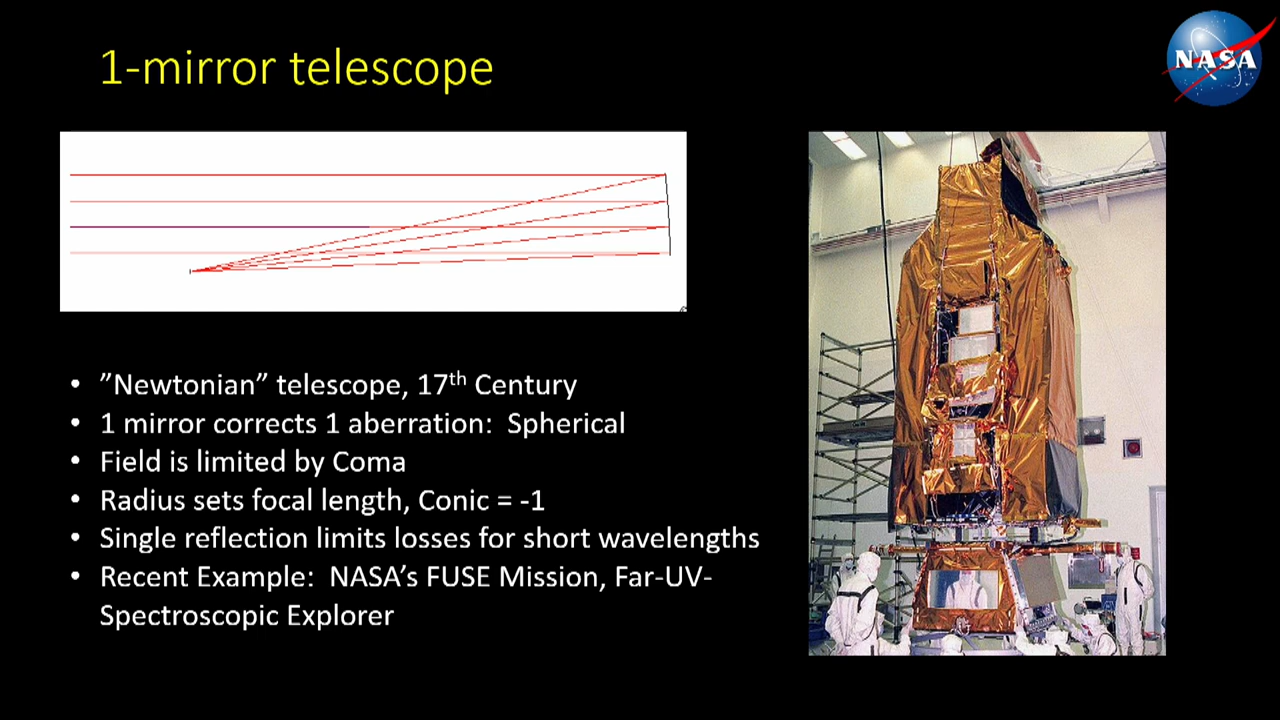 1-mirror telescope
NASA
• ”Newtonian” telescope, 17th Century
• 1 mirror corrects 1 aberration:  Spherical
• Field is limited by Coma
• Radius sets focal length, Conic = -1
• Single reflection limits losses for short wavelengths
• Recent Example:  NASA’s FUSE Mission, Far-UV-
Spectroscopic Explorer